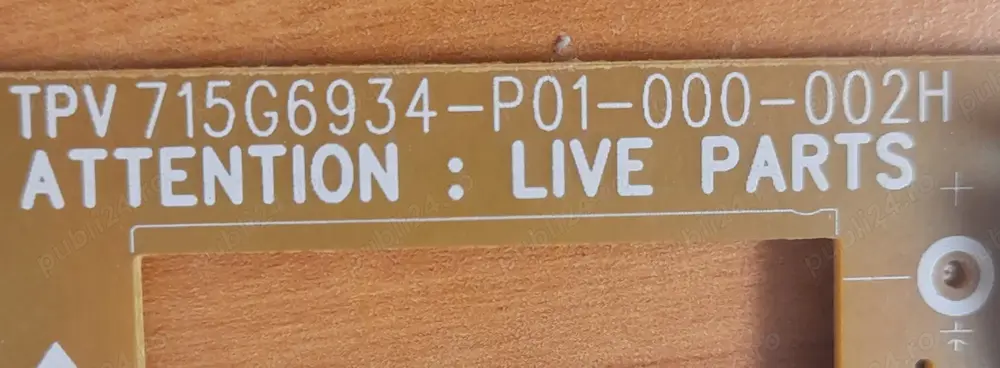 TPV 715G6934-P01-000-002H
ATTENTION : LIVE PARTS